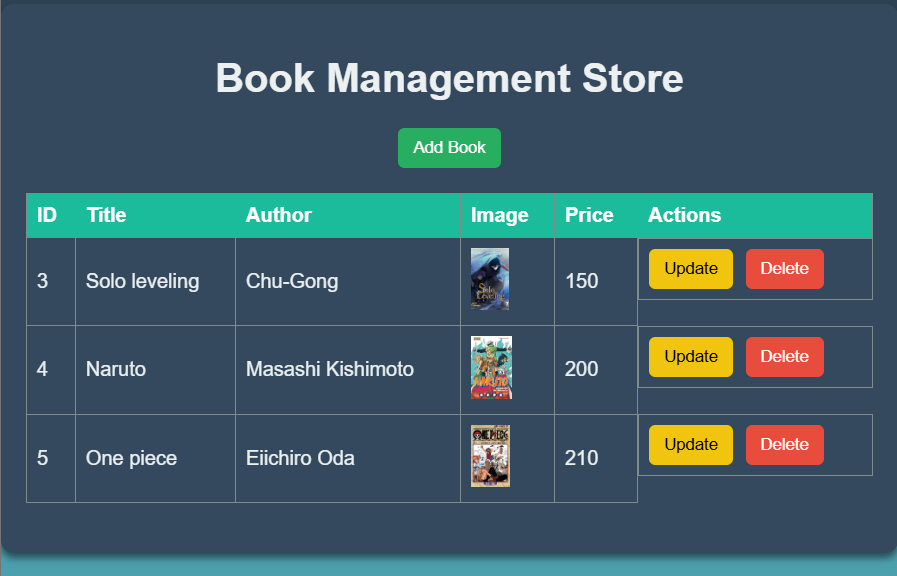 Book Management Store
Add Book
ID Title Author Image Price Actions
3 Solo leveling Chu-Gong Solo Leveling 150 Update Delete
4 Naruto Masashi Kishimoto NARUTO 200 Update Delete
5 One piece Eiichiro Oda ONE PIECE 210 Update Delete